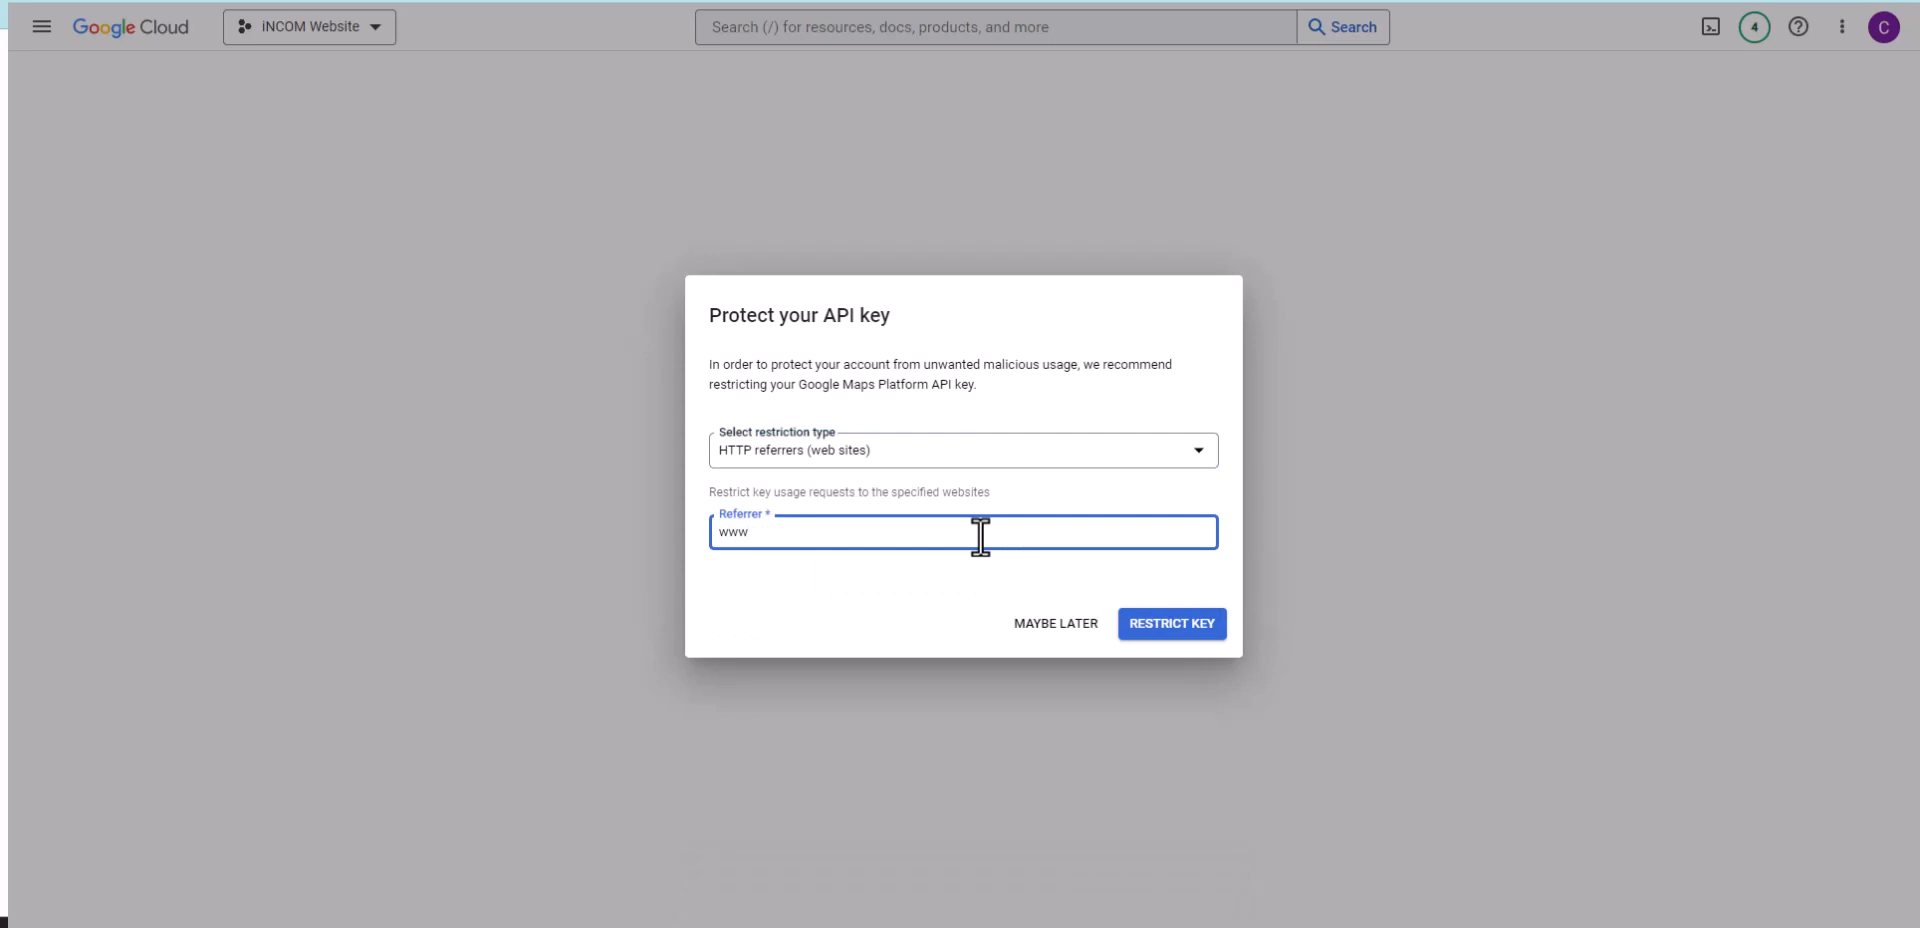 Google Cloud
iNCOM Website
Search (/) for resources, docs, products, and more
Search
4
C
Protect your API key
In order to protect your account from unwanted malicious usage, we recommend
restricting your Google Maps Platform API key.
Select restriction type
HTTP referrers (web sites)
Restrict key usage requests to the specified websites
Referrer *
www
MAYBE LATER
RESTRICT KEY